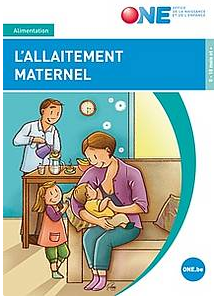 ONE
OFFICE
DE LA NAISSANCE
ET DE L'ENFANCE
Alimentation
L'ALLAITEMENT
MATERNEL
ONE.be